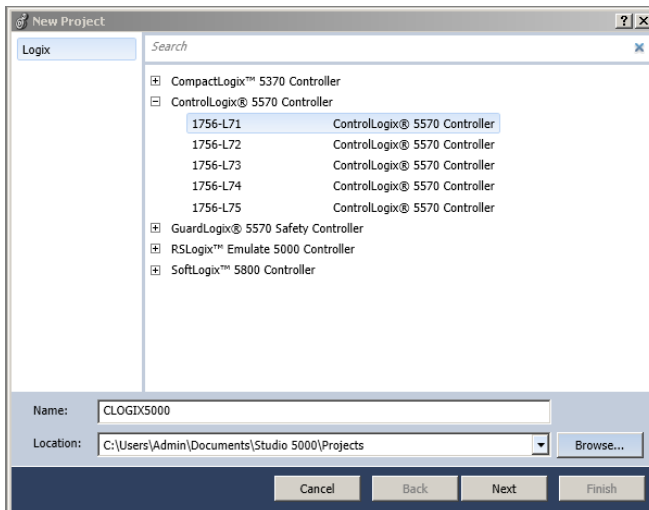 New Project
Logix
Search
CompactLogix™ 5370 Controller
ControlLogix® 5570 Controller
1756-L71 ControlLogix® 5570 Controller
1756-L72 ControlLogix® 5570 Controller
1756-L73 ControlLogix® 5570 Controller
1756-L74 ControlLogix® 5570 Controller
1756-L75 ControlLogix® 5570 Controller
GuardLogix® 5570 Safety Controller
RSLogix™ Emulate 5000 Controller
SoftLogix™ 5800 Controller
Name: CLOGIX5000
Location: C:\Users\Admin\Documents\Studio 5000\Projects Browse...
Cancel Back Next Finish